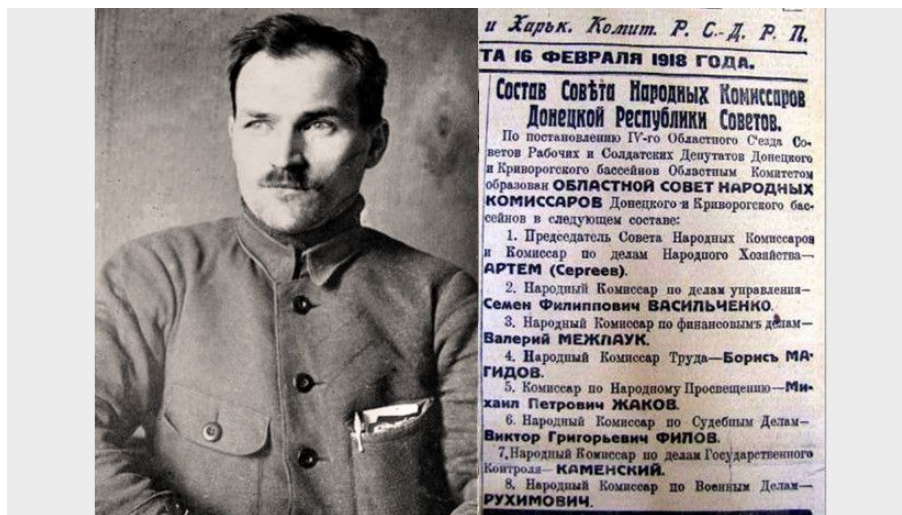 и Харьк. Комит. Р. С.-Д. Р. П.
ТА 16 ФЕВРАЛЯ 1918 ГОДА.
Состав Совѣта Народных Комиссаров
Донецкой Республики Советов.
По постановлению IV-го Областного С'езда Со-
ветов Рабочих и Солдатских Депутатов Донецкого
и Криворогского бассейнов Областным Комитетом
образован ОБЛАСТНОЙ СОВЕТ НАРОДНЫХ
КОМИССАРОВ Донецкого и Криворогского бас-
сейнов в следующем составе:
1. Председатель Совета Народных Комиссаров
и Комиссар по делам Народного Хозяйства—
АРТЕМ (Сергеев).
2. Народный Комиссар по делам управления—
Семен Филиппович ВАСИЛЬЧЕНКО.
3. Народный Комиссар по финансовымъ делам—
Валерий МЕЖЛАУК.
4. Народный Комиссар Труда—Борисъ МА-
ГИДОВ.
5. Комиссар по Народному Просвещению—Ми-
хаил Петрович ЖАКОВ.
6. Народный Комиссар по Судебным Делам—
Виктор Григорьевич ФИЛОВ.
7. Народный Комиссар по делам Государственного
Контроля—КАМЕНСКИЙ.
8. Народный Комиссар по Военным Делам—
РУХИМОВИЧ.